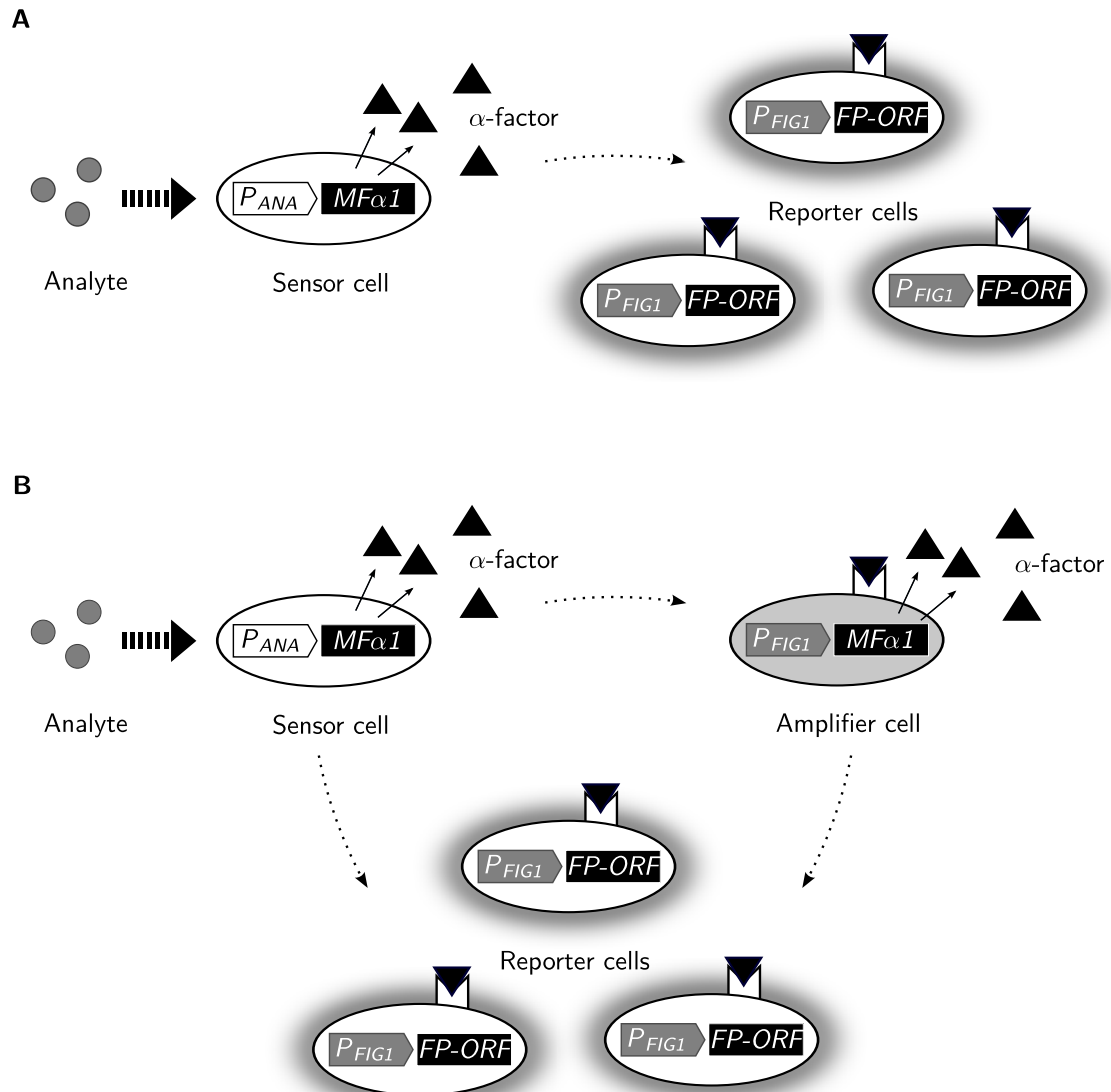 A
α-factor
P_FIG1 FP-ORF
P_ANA MFα1
Reporter cells
Analyte
Sensor cell
P_FIG1 FP-ORF
P_FIG1 FP-ORF
B
α-factor
α-factor
P_ANA MFα1
P_FIG1 MFα1
Analyte
Sensor cell
Amplifier cell
P_FIG1 FP-ORF
Reporter cells
P_FIG1 FP-ORF
P_FIG1 FP-ORF